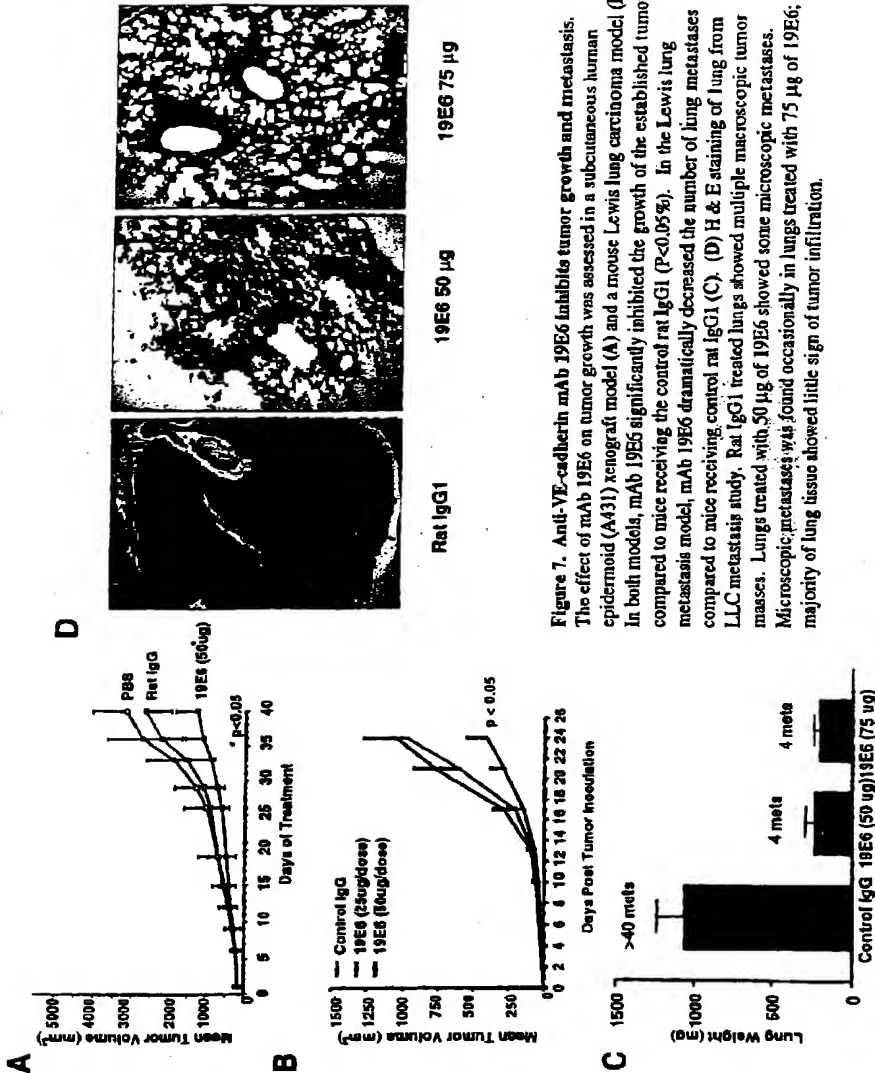 A
Mean Tumor Volume (mm³)
5000
3000
2000
1000
0
0 5 10 15 20 25 30 35 40
Days of Treatment
PBS
Rat IgG
19E6 (50ug)
* p<0.05
B
Mean Tumor Volume (mm³)
1500
1250
1000
750
500
250
0
0 2 4 6 8 10 12 14 16 18 20 22 24 26
Days Post Tumor Inoculation
Control IgG
19E6 (25ug/dose)
19E6 (50ug/dose)
p < 0.05
C
Lung Weight (mg)
1500
1000
500
0
>40 mets
4 mets
4 mets
Control IgG 19E6 (50 ug) 19E6 (75 ug)
D
Rat IgG1
19E6 50 µg
19E6 75 µg
Figure 7. Anti-VE-cadherin mAb 19E6 inhibits tumor growth and metastasis.
The effect of mAb 19E6 on tumor growth was assessed in a subcutaneous human
epidermoid (A431) xenograft model (A) and a mouse Lewis lung carcinoma model
In both models, mAb 19E6 significantly inhibited the growth of the established tumo
compared to mice receiving the control rat IgG1 (P<0.05%). In the Lewis lung
metastasis model, mAb 19E6 dramatically decreased the number of lung metastases
compared to mice receiving control rat IgG1 (C). (D) H & E staining of lung from
LLC metastasis study. Rat IgG1 treated lungs showed multiple macroscopic tumor
masses. Lungs treated with 50 µg of 19E6 showed some microscopic metastases.
Microscopic metastases was found occasionally in lungs treated with 75 µg of 19E6;
majority of lung tissue showed little sign of tumor infiltration.